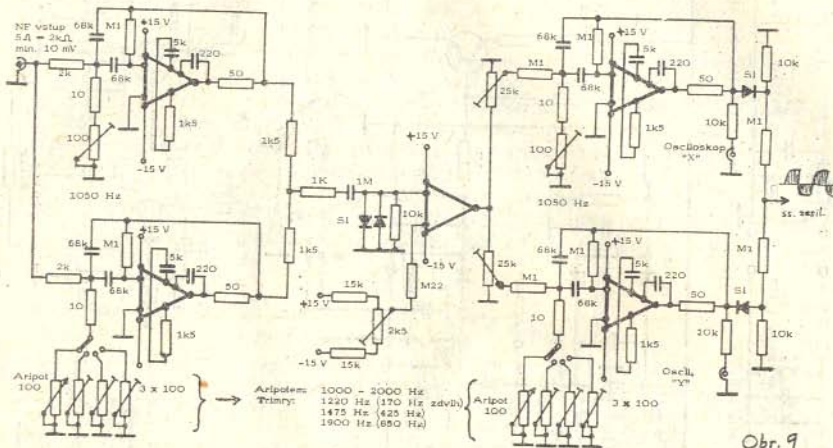 NF vstup
5Ω ÷ 2kΩ
min. 10 mV
68k
M1
+15 V
5k
220
2k
68k
50
10
1k5
100
-15 V
1050 Hz
1k5
68k
M1
+15 V
5k
220
2k
68k
50
10
1k5
-15 V
Aripot
100
3 x 100
1k5
1K
1M
SI
10k
+15 V
-15 V
M22
15k
+15V
2k5
-15 V
15k
25k
25k
Aripotem: 1000 - 2000 Hz
Trimry: 1220 Hz (170 Hz zdvih)
1475 Hz (425 Hz)
1900 Hz (850 Hz)
68k
M1
+15 V
5k
220
M1
68k
50
SI
10k
10
1k5
10k
M1
100
-15 V
Osciloskop
"X"
1050 Hz
ss. zesil.
68k
M1
+15 V
5k
220
M1
M1
68k
50
SI
10
1k5
10k
10k
-15 V
Oscil.
"X"
Aripot
100
3 x 100
Obr. 9